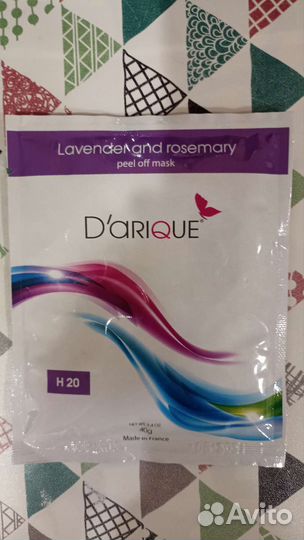 Lavender and rosemary
peel off mask
D'ARIQUE®
H 20
40g
Made in France
Avito